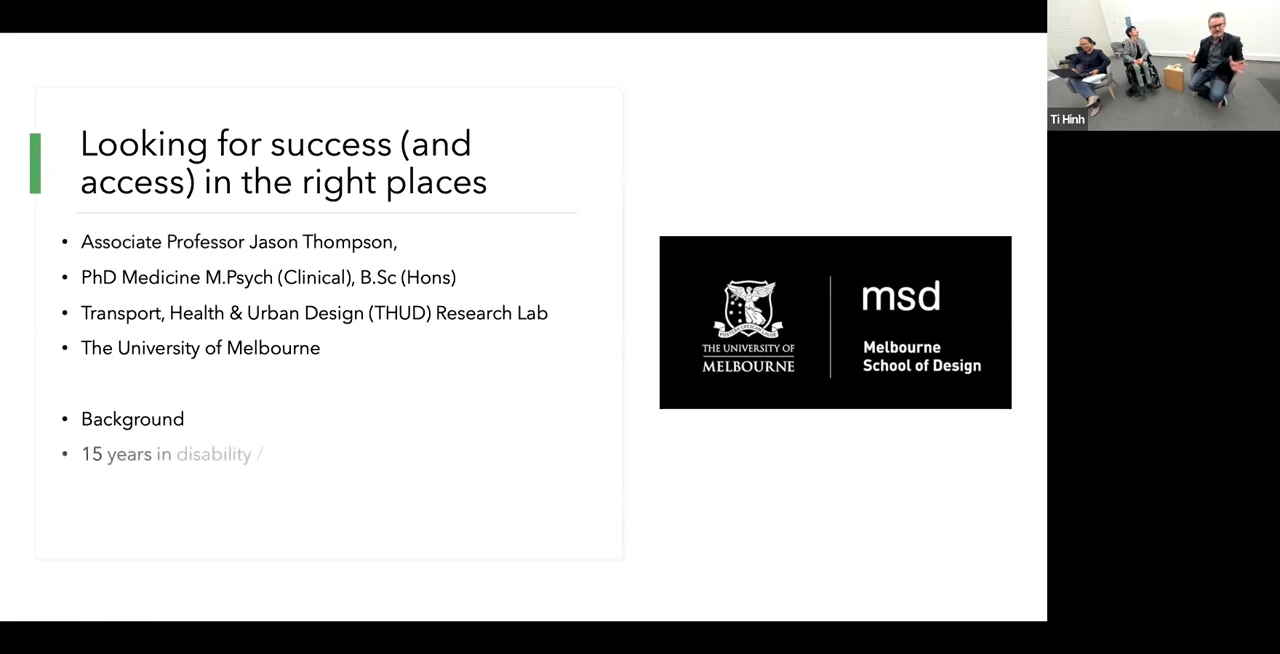 Looking for success (and
access) in the right places
• Associate Professor Jason Thompson,
• PhD Medicine M.Psych (Clinical), B.Sc (Hons)
• Transport, Health & Urban Design (THUD) Research Lab
• The University of Melbourne
• Background
• 15 years in disability /
THE UNIVERSITY OF
MELBOURNE
msd
Melbourne
School of Design
Ti Hinh